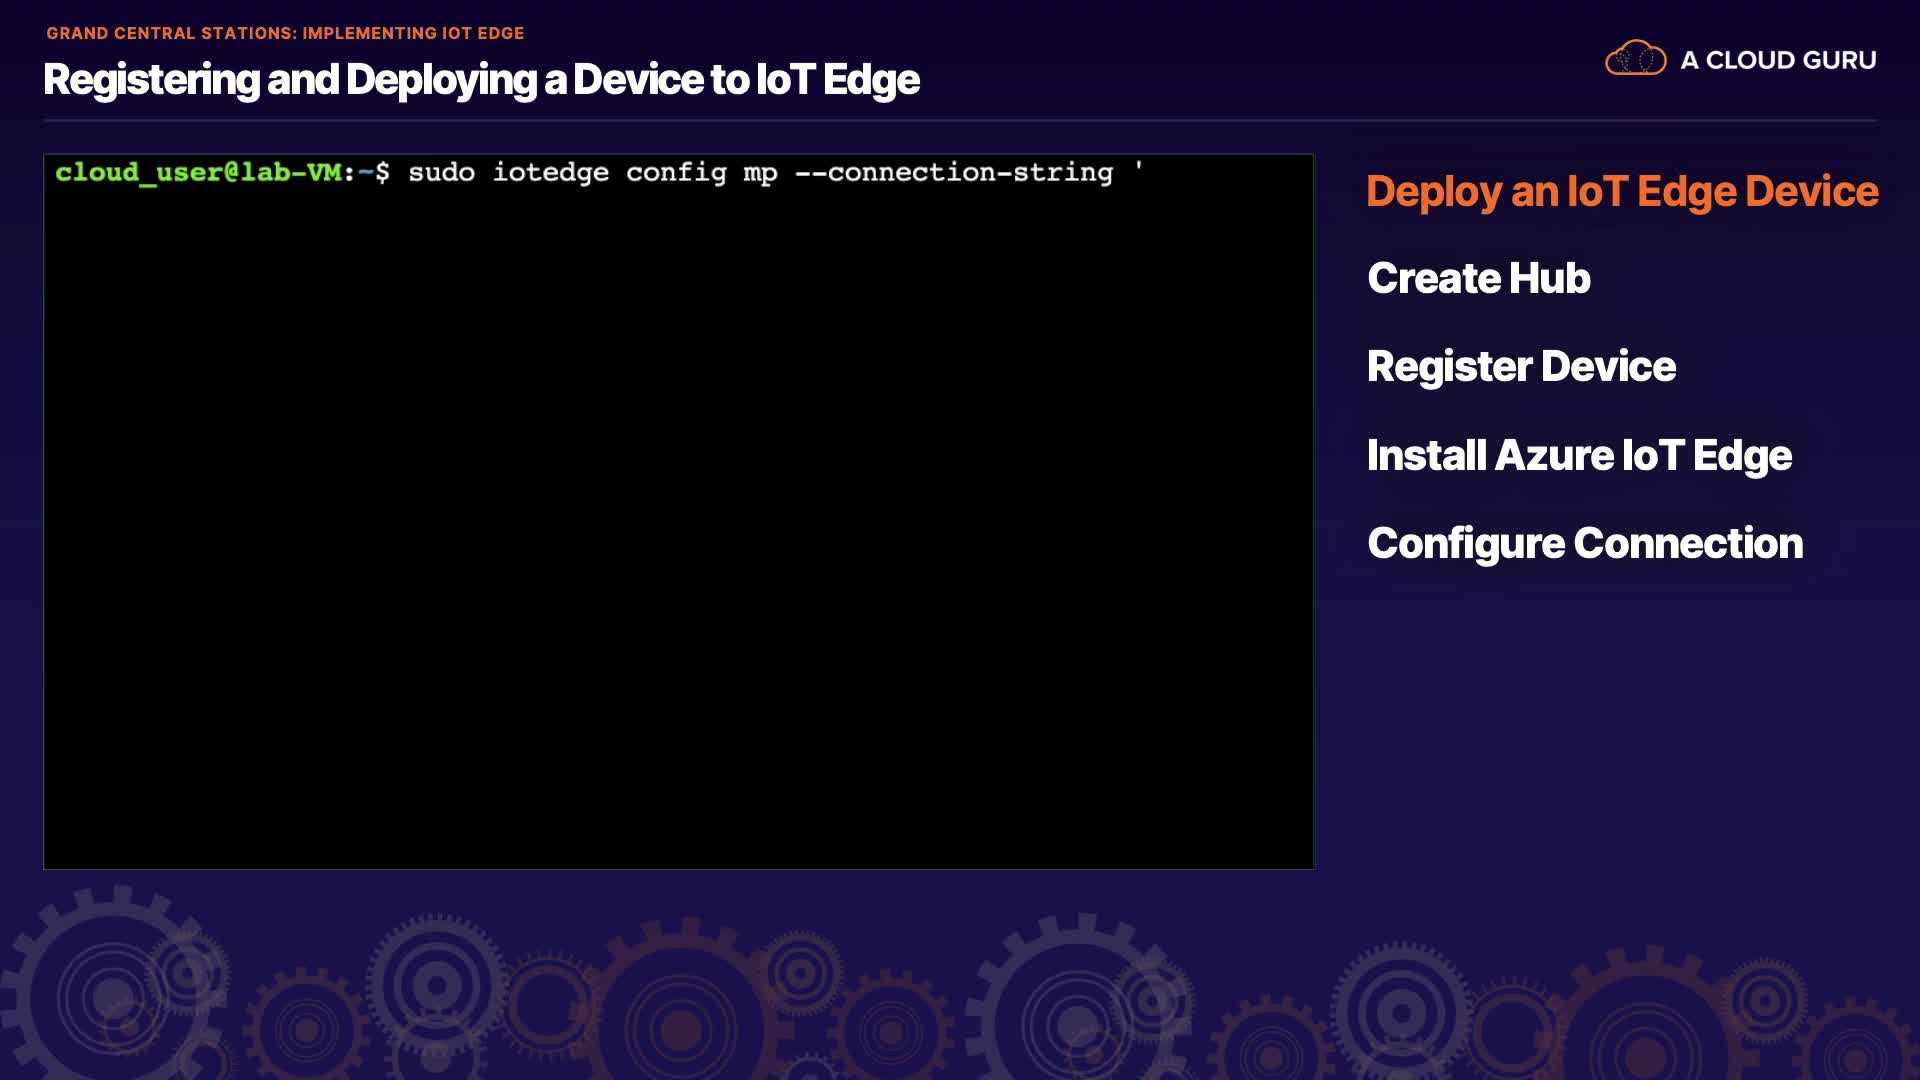 GRAND CENTRAL STATIONS: IMPLEMENTING IOT EDGE
Registering and Deploying a Device to IoT Edge
A CLOUD GURU
cloud_user@lab-VM:~$ sudo iotedge config mp --connection-string '
Deploy an IoT Edge Device
Create Hub
Register Device
Install Azure IoT Edge
Configure Connection